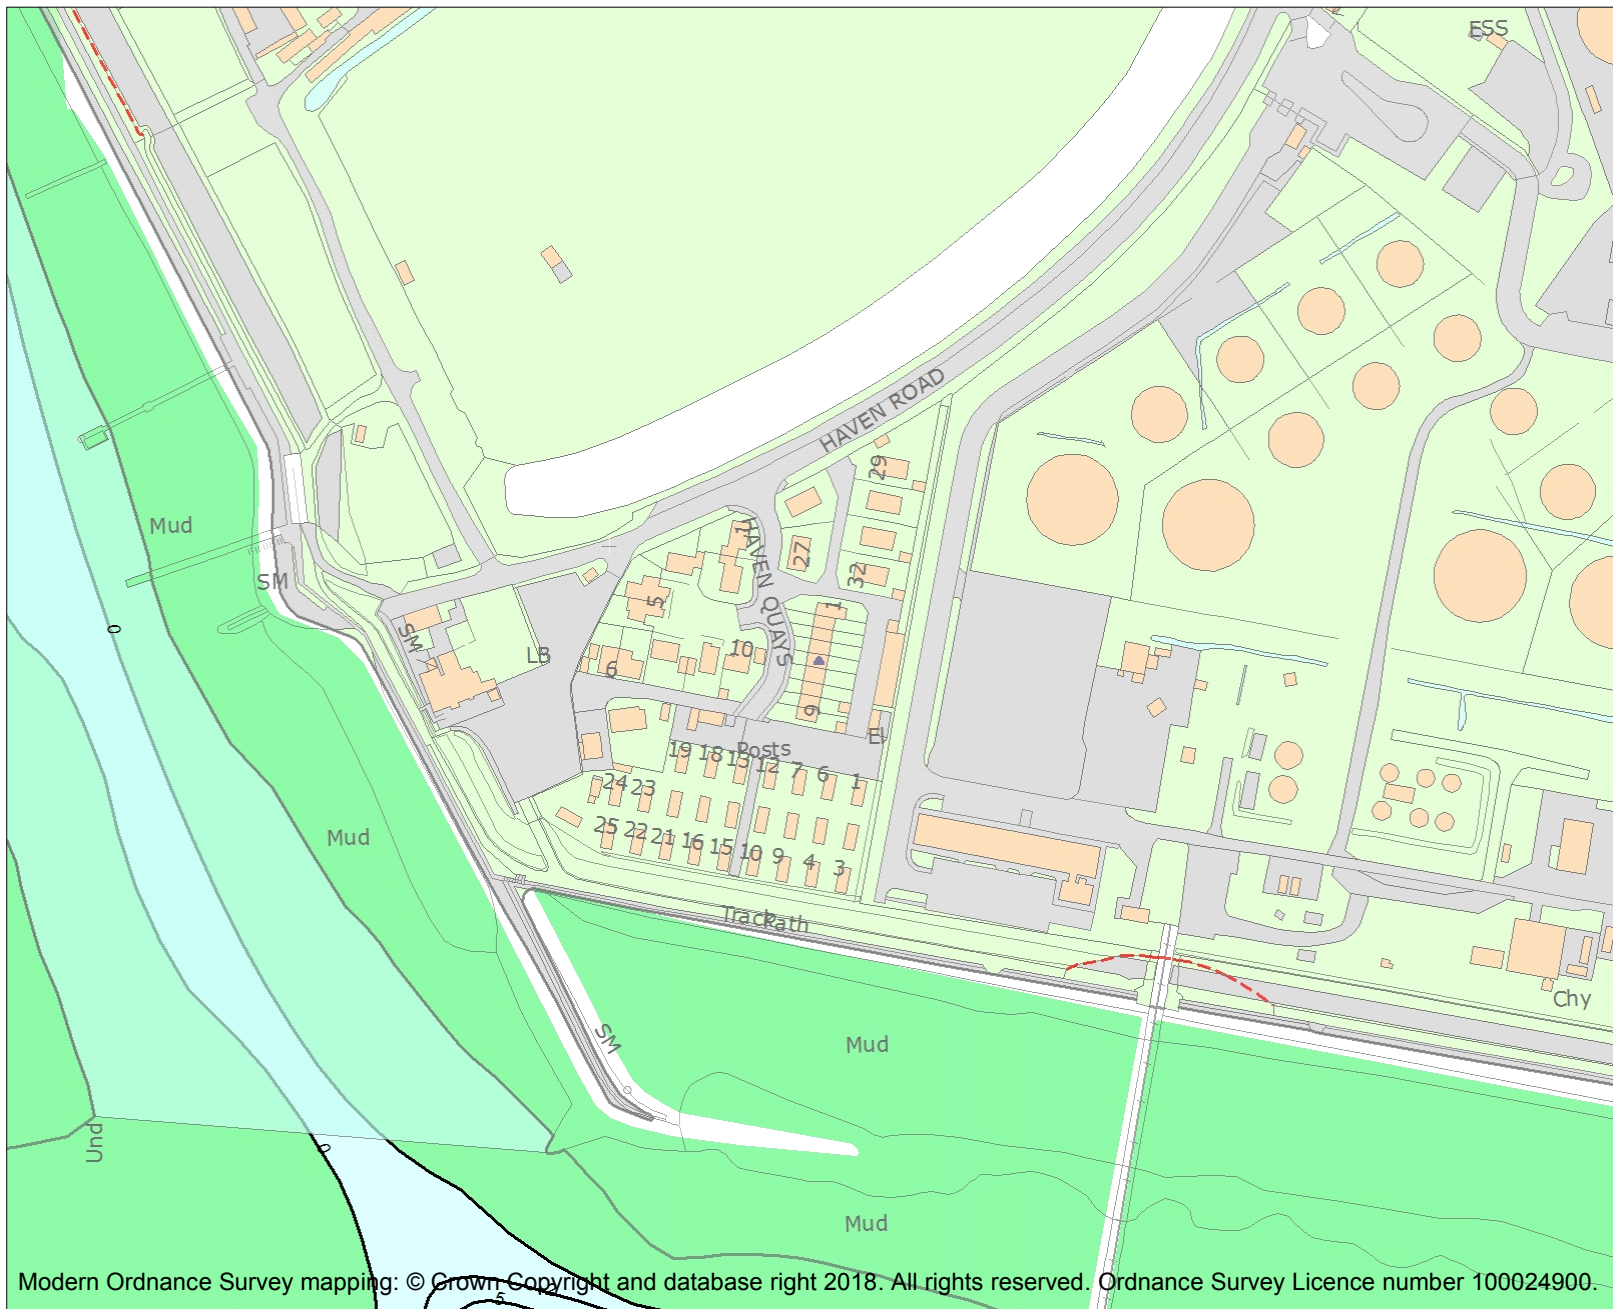 ESS
HAVEN ROAD
29
Mud
1
HAVEN QUAYS
27
32
SM
5
1
0
SM
10
LB
6
9
El
Posts
19 18 13 12 7 6 1
24 23
25 22 21 16 15 10 9 4 3
Mud
Track
Path
Chy
SM
Mud
Und
0
Mud
Modern Ordnance Survey mapping: © Crown Copyright and database right 2018. All rights reserved. Ordnance Survey Licence number 100024900.
5